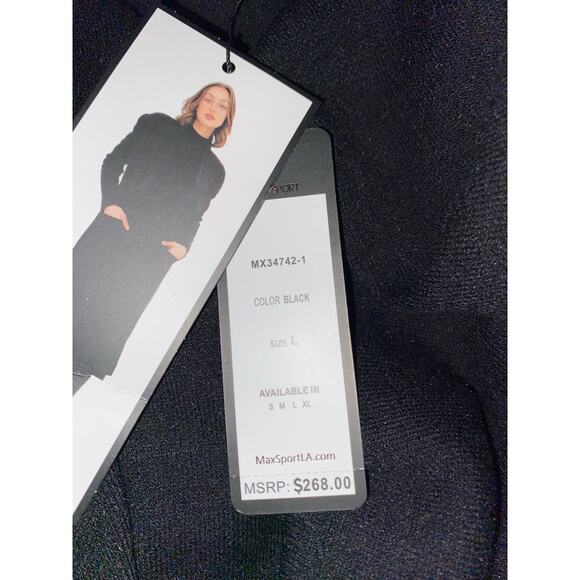 SPORT
MX34742-1
COLOR BLACK
SIZE L
AVAILABLE IN
S M L XL
MaxSportLA.com
MSRP: $268.00